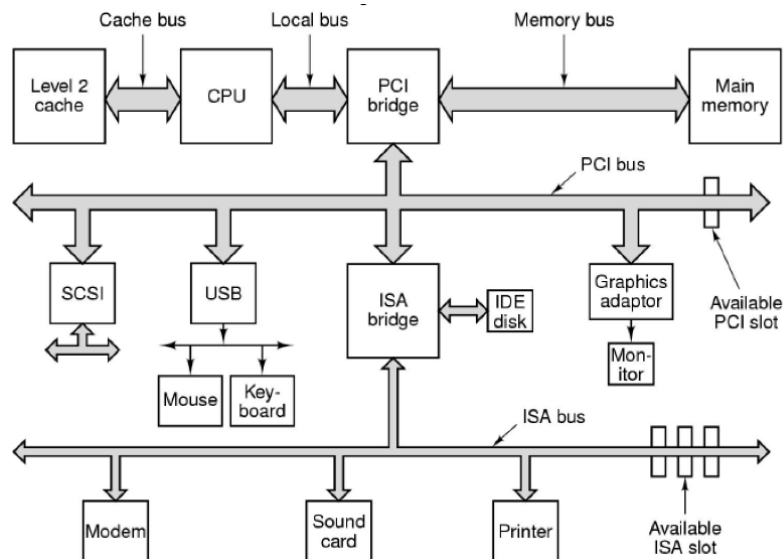 Cache bus
Local bus
Memory bus
Level 2
cache
CPU
PCI
bridge
Main
memory
PCI bus
SCSI
USB
ISA
bridge
IDE
disk
Graphics
adaptor
Available
PCI slot
Mon-
itor
Mouse
Key-
board
ISA bus
Modem
Sound
card
Printer
Available
ISA slot